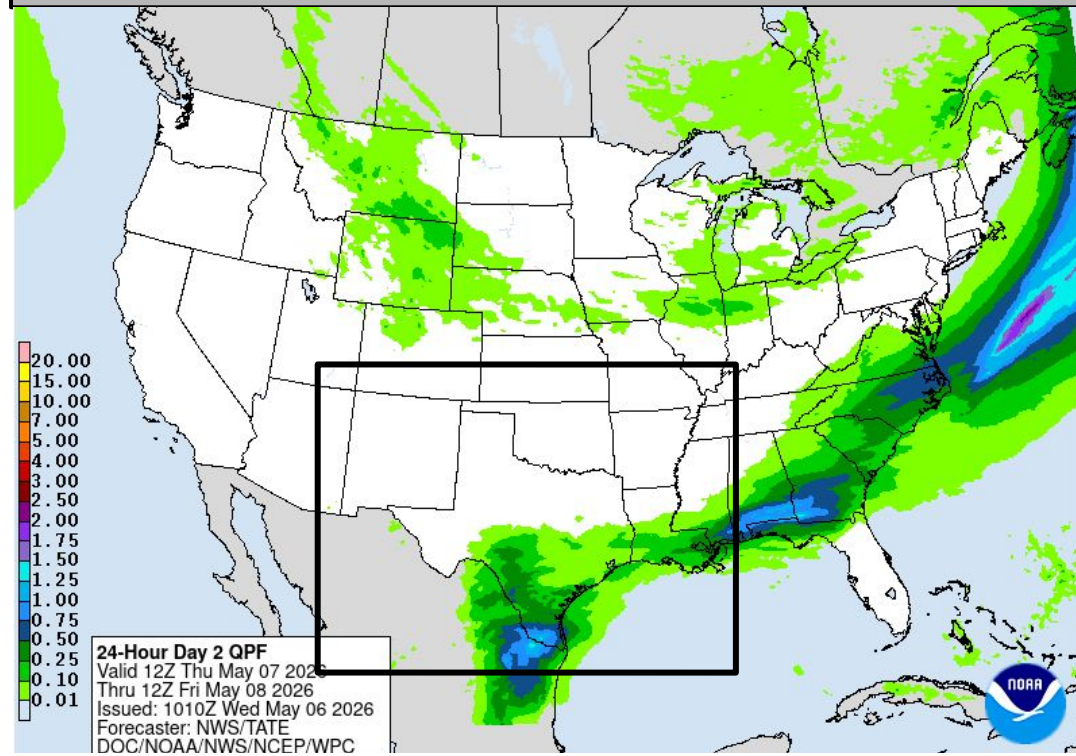 20.00
15.00
10.00
7.00
5.00
4.00
3.00
2.50
2.00
1.75
1.50
1.25
1.00
0.75
0.50
0.25
0.10
0.01
24-Hour Day 2 QPF
Valid 12Z Thu May 07 2026
Thru 12Z Fri May 08 2026
Issued: 1010Z Wed May 06 2026
Forecaster: NWS/TATE
DOC/NOAA/NWS/NCEP/WPC
NOAA